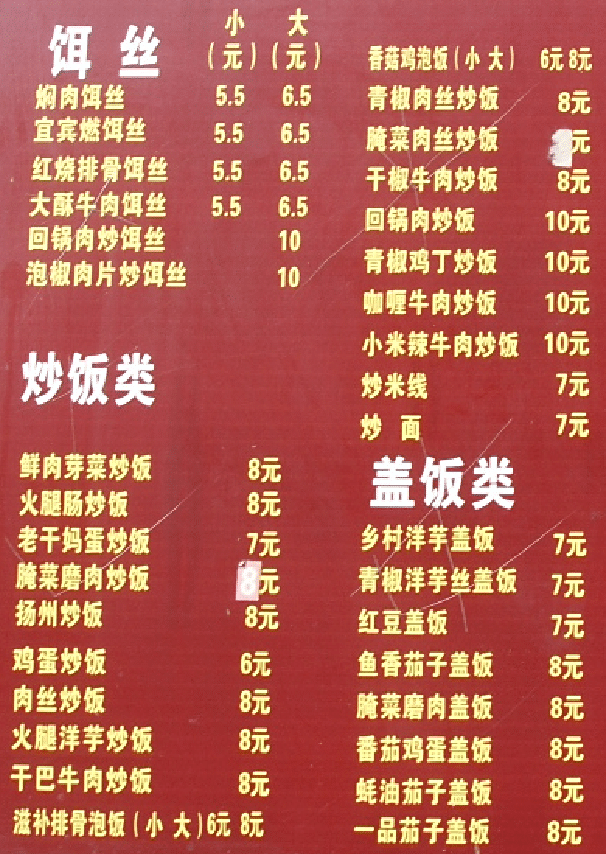 饵丝
小 大
（元）（元）
焖肉饵丝 5.5 6.5
宜宾燃饵丝 5.5 6.5
红烧排骨饵丝 5.5 6.5
大酥牛肉饵丝 5.5 6.5
回锅肉炒饵丝 10
泡椒肉片炒饵丝 10
炒饭类
鲜肉芽菜炒饭 8元
火腿肠炒饭 8元
老干妈蛋炒饭 7元
腌菜磨肉炒饭 8元
扬州炒饭 8元
鸡蛋炒饭 6元
肉丝炒饭 8元
火腿洋芋炒饭 8元
干巴牛肉炒饭 8元
滋补排骨泡饭（小 大）6元 8元
香菇鸡泡饭（小 大） 6元 8元
青椒肉丝炒饭 8元
腌菜肉丝炒饭 元
干椒牛肉炒饭 8元
回锅肉炒饭 10元
青椒鸡丁炒饭 10元
咖喱牛肉炒饭 10元
小米辣牛肉炒饭 10元
炒米线 7元
炒 面 7元
盖饭类
乡村洋芋盖饭 7元
青椒洋芋丝盖饭 7元
红豆盖饭 7元
鱼香茄子盖饭 8元
腌菜磨肉盖饭 8元
番茄鸡蛋盖饭 8元
蚝油茄子盖饭 8元
一品茄子盖饭 8元